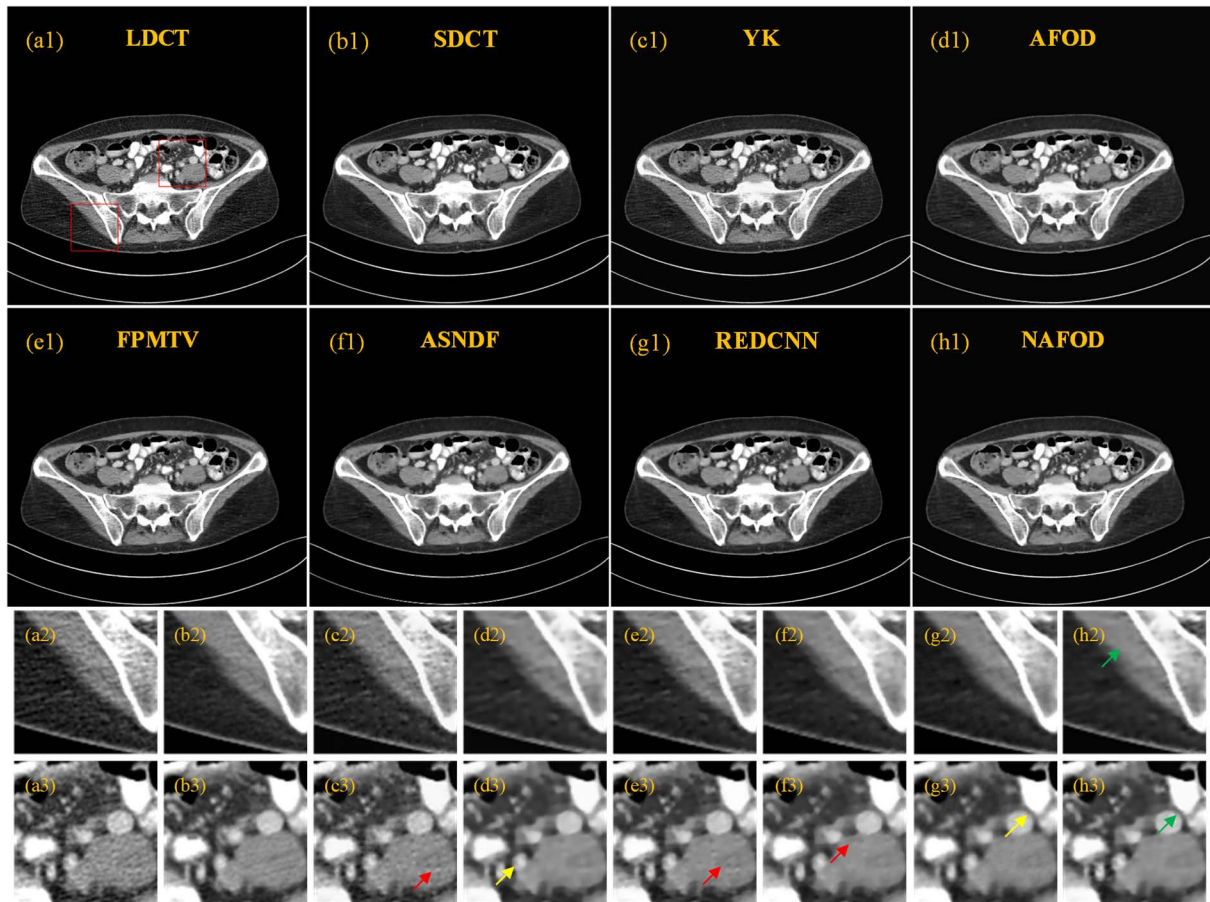 (a1) LDCT (b1) SDCT (c1) YK (d1) AFOD
(e1) FPMTV (f1) ASNDF (g1) REDCNN (h1) NAFOD
(a2) (b2) (c2) (d2) (e2) (f2) (g2) (h2)
(a3) (b3) (c3) (d3) (e3) (f3) (g3) (h3)